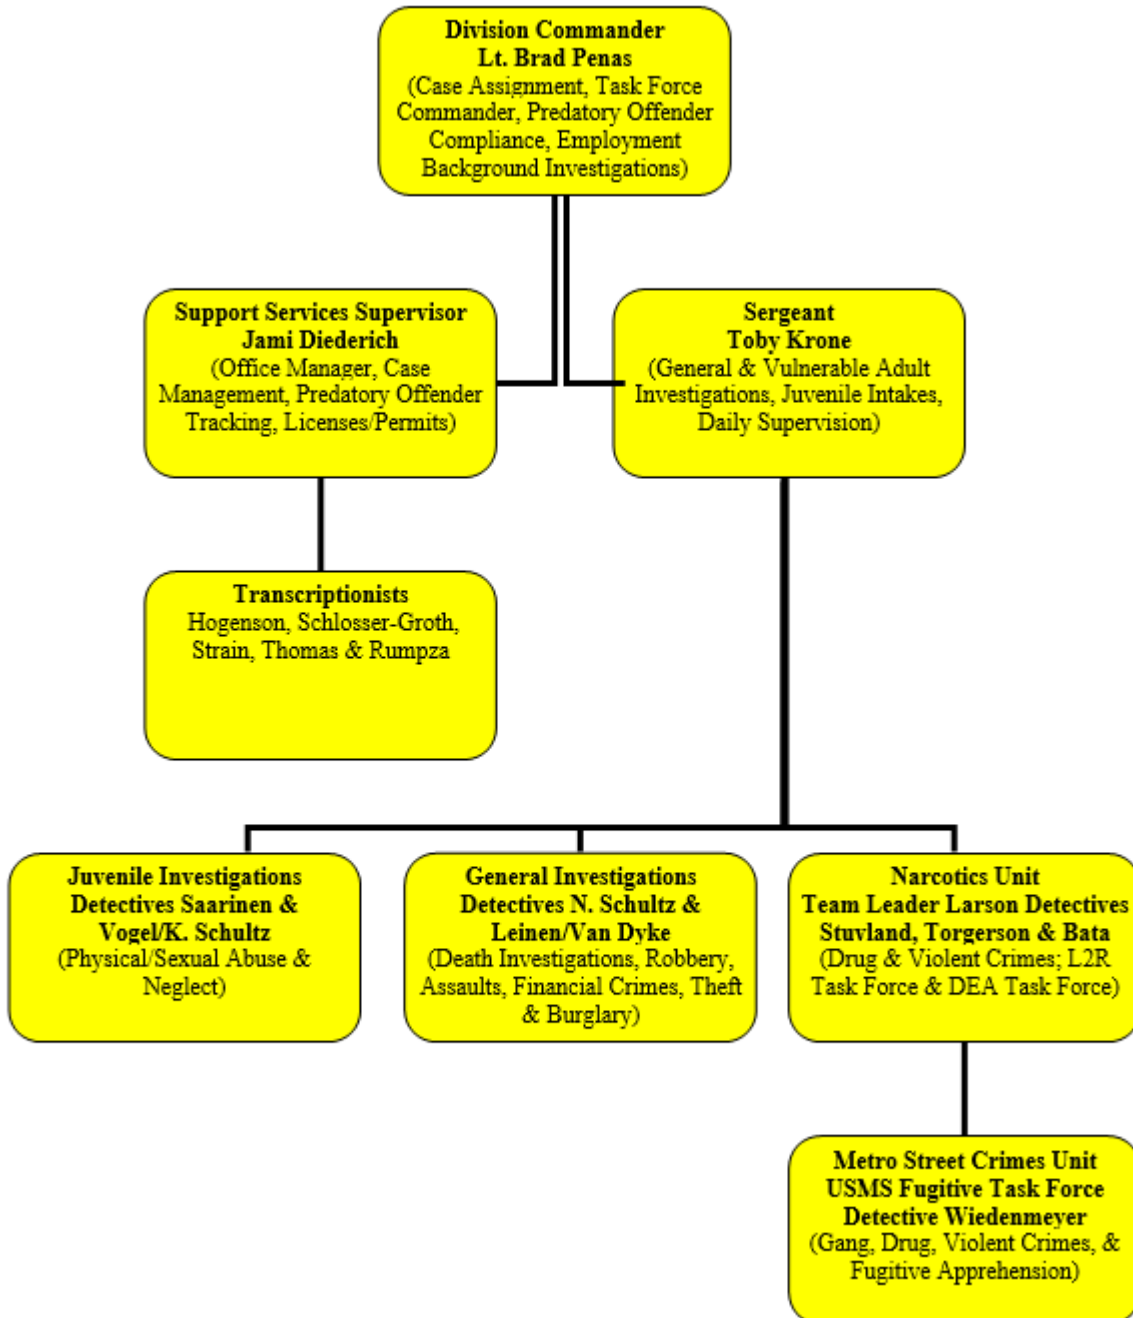 Division Commander
Lt. Brad Penas
(Case Assignment, Task Force
Commander, Predatory Offender
Compliance, Employment
Background Investigations)
Support Services Supervisor
Jami Diederich
(Office Manager, Case
Management, Predatory Offender
Tracking, Licenses/Permits)
Sergeant
Toby Krone
(General & Vulnerable Adult
Investigations, Juvenile Intakes,
Daily Supervision)
Transcriptionists
Hogenson, Schlosser-Groth,
Strain, Thomas & Rumpza
Juvenile Investigations
Detectives Saarinen &
Vogel/K. Schultz
(Physical/Sexual Abuse &
Neglect)
General Investigations
Detectives N. Schultz &
Leinen/Van Dyke
(Death Investigations, Robbery,
Assaults, Financial Crimes, Theft
& Burglary)
Narcotics Unit
Team Leader Larson Detectives
Stuvland, Torgerson & Bata
(Drug & Violent Crimes; L2R
Task Force & DEA Task Force)
Metro Street Crimes Unit
USMS Fugitive Task Force
Detective Wiedenmeyer
(Gang, Drug, Violent Crimes, &
Fugitive Apprehension)